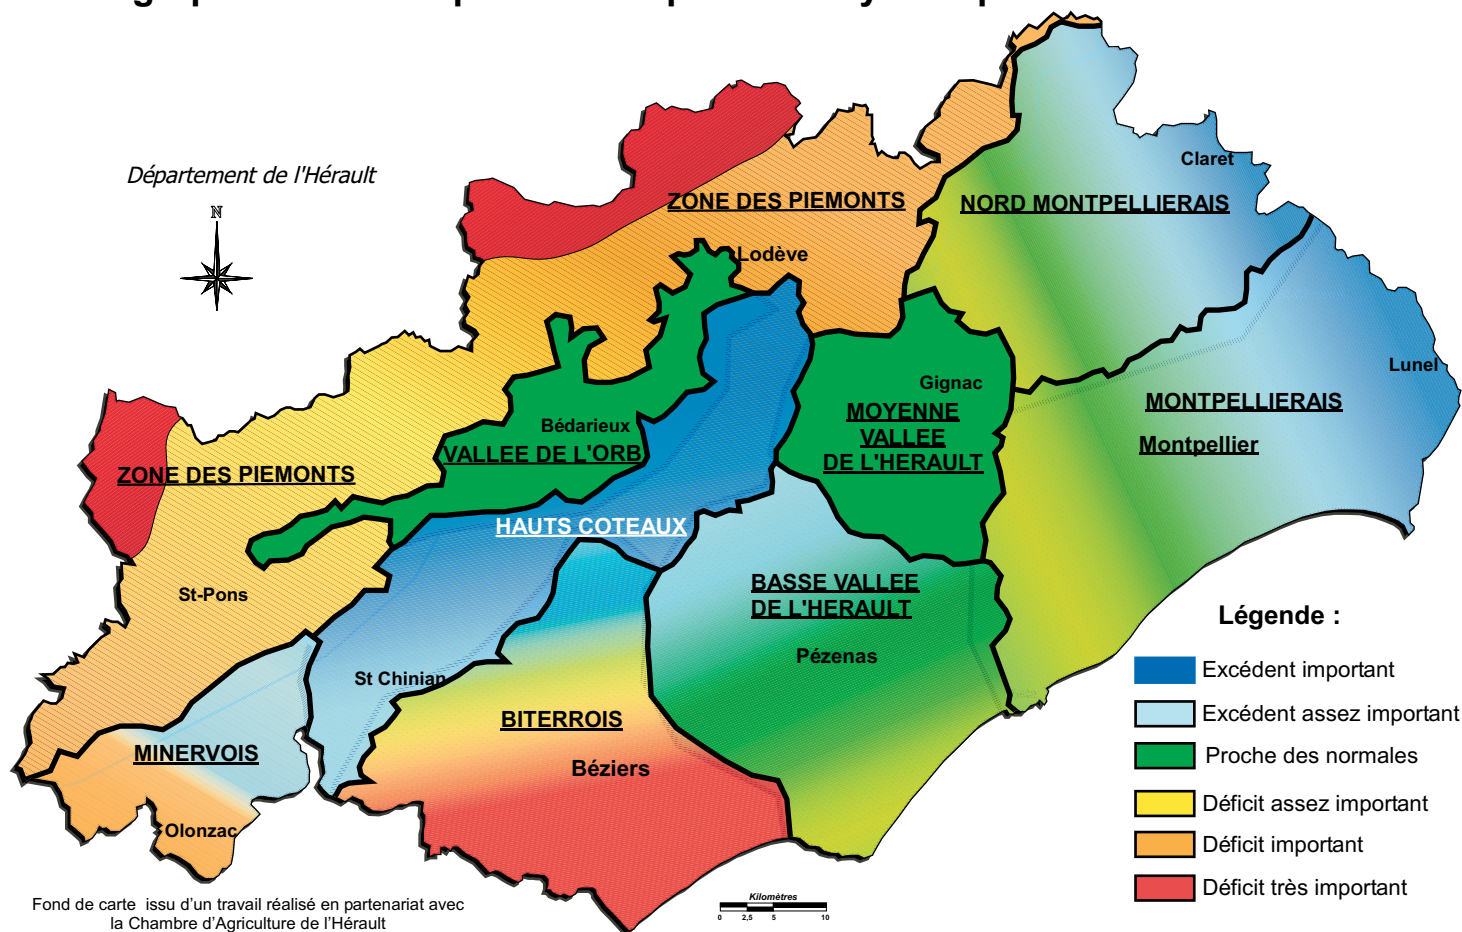 Département de l'Hérault
N
Claret
ZONE DES PIEMONTS
NORD MONTPELLIERAIS
Lodève
Lunel
Gignac
MONTPELLIERAIS
MOYENNE
VALLEE
DE L'HERAULT
Bédarieux
VALLEE DE L'ORB
Montpellier
ZONE DES PIEMONTS
HAUTS COTEAUX
BASSE VALLEE
DE L'HERAULT
St-Pons
Pézenas
St Chinian
BITERROIS
MINERVOIS
Béziers
Olonzac
Légende :
Excédent important
Excédent assez important
Proche des normales
Déficit assez important
Déficit important
Déficit très important
Kilomètres
0 2,5 5 10
Fond de carte issu d'un travail réalisé en partenariat avec
la Chambre d'Agriculture de l'Hérault